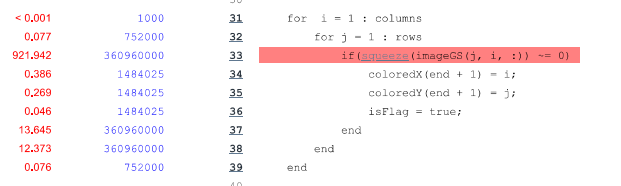 < 0.001 1000 31 for i = 1 : columns
0.077 752000 32 for j = 1 : rows
921.942 360960000 33 if(squeeze(imageGS(j, i, :)) ~= 0)
0.386 1484025 34 coloredX(end + 1) = i;
0.269 1484025 35 coloredY(end + 1) = j;
0.046 1484025 36 isFlag = true;
13.645 360960000 37 end
12.373 360960000 38 end
0.076 752000 39 end